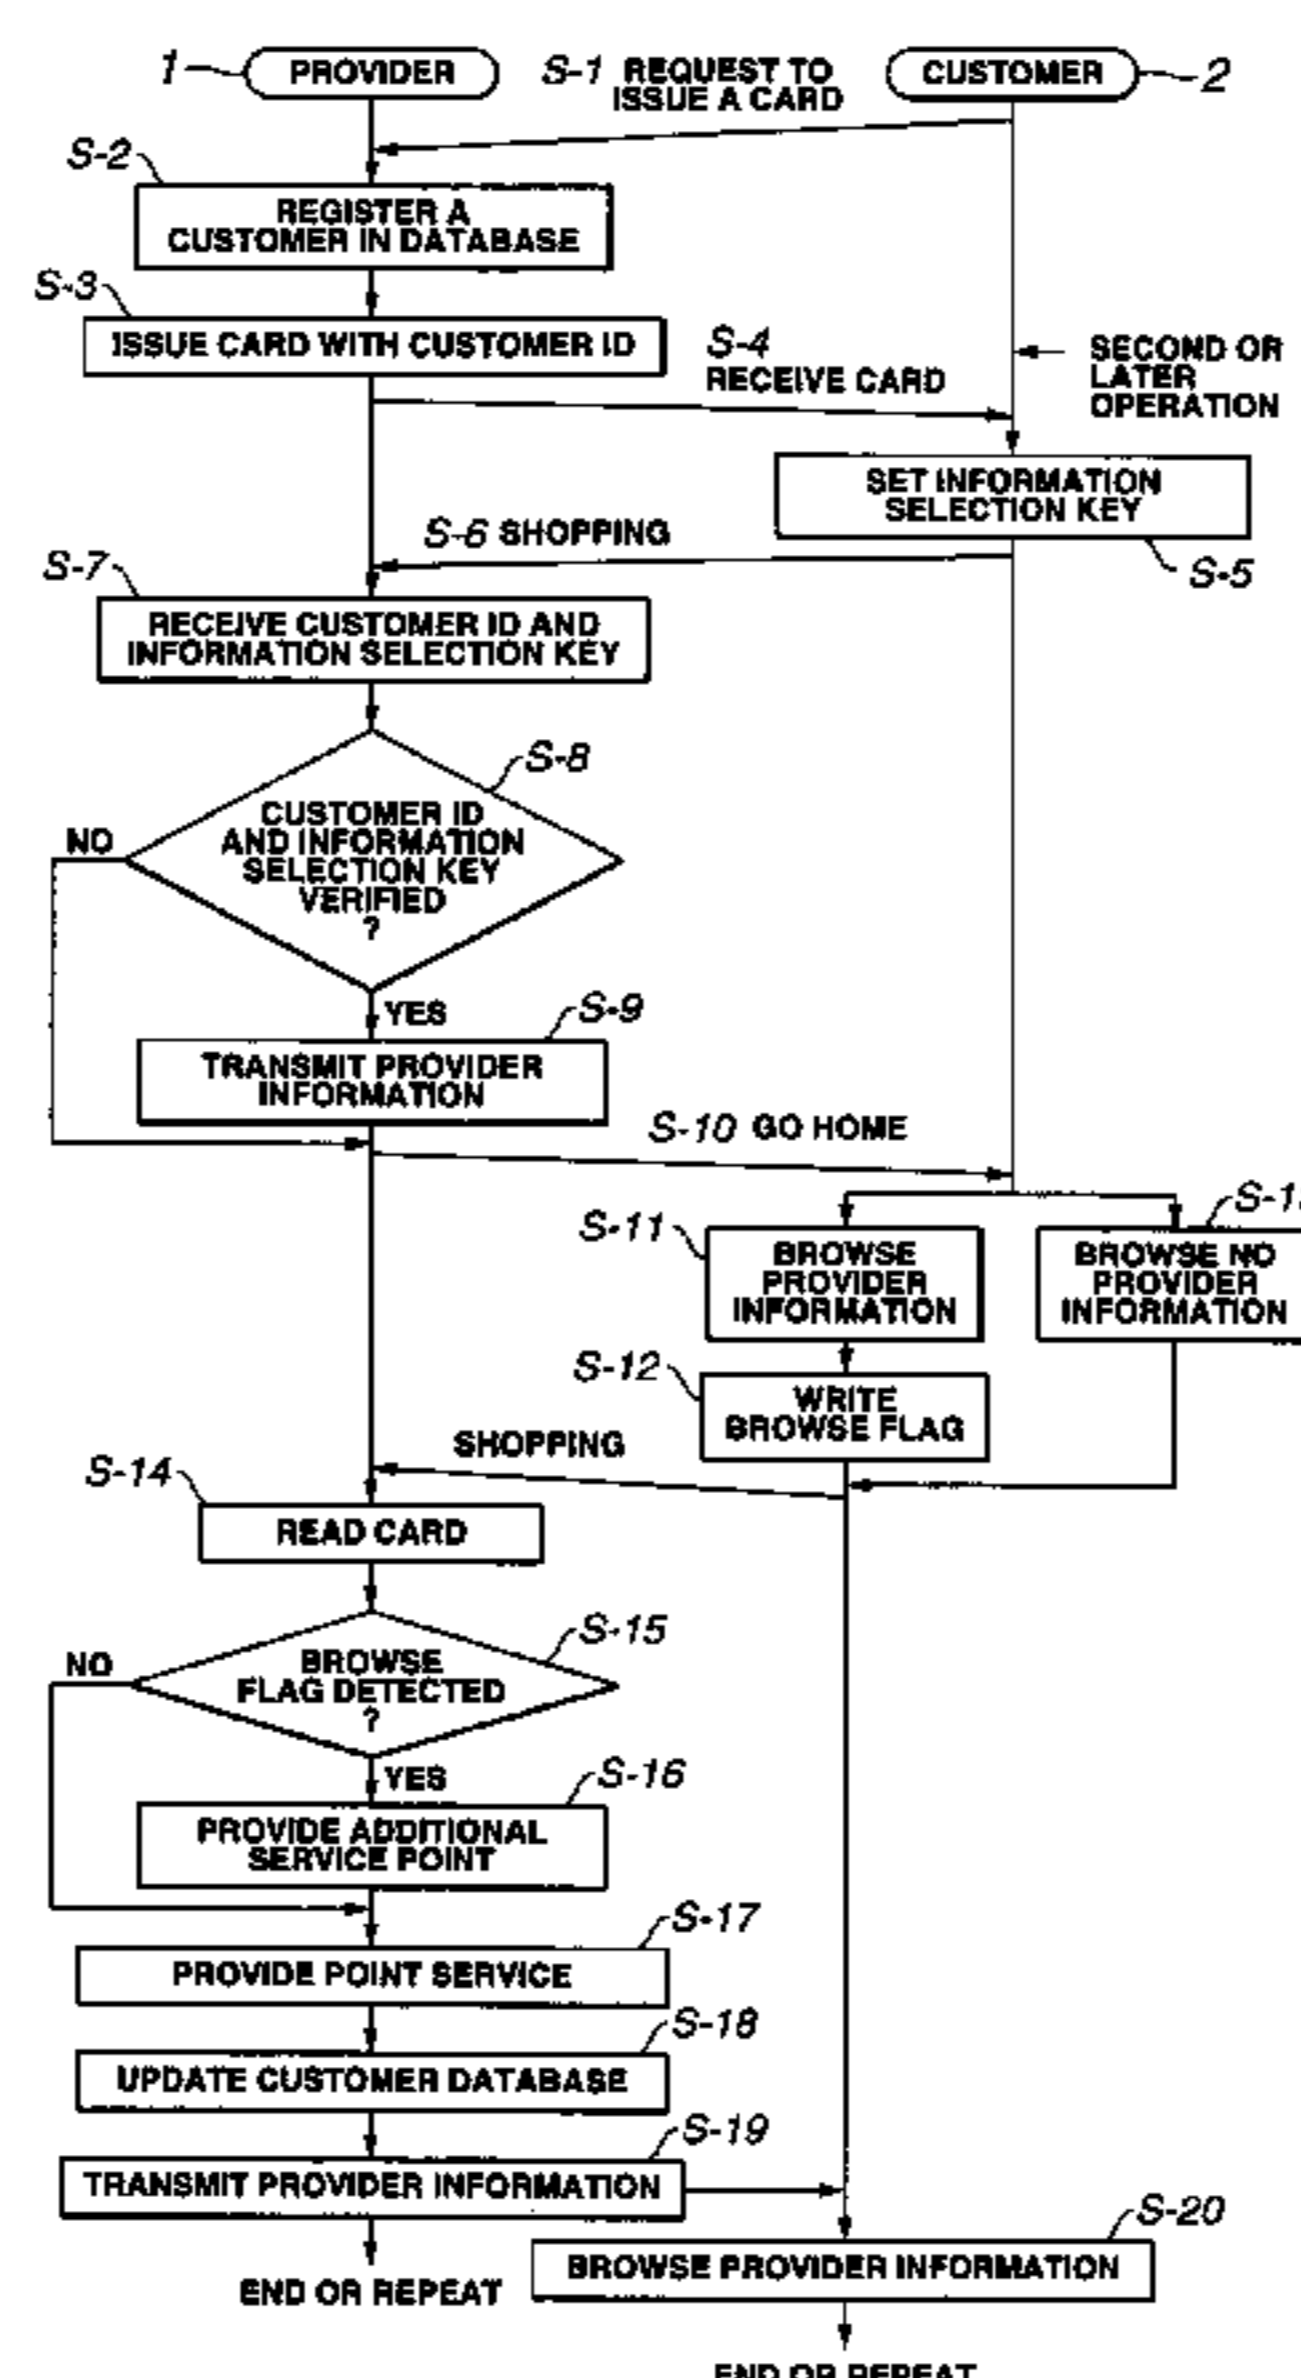 1
PROVIDER
S-1 REQUEST TO
ISSUE A CARD
CUSTOMER
2
S-2
REGISTER A
CUSTOMER IN DATABASE
S-3
ISSUE CARD WITH CUSTOMER ID
S-4
RECEIVE CARD
SECOND OR
LATER
OPERATION
SET INFORMATION
SELECTION KEY
S-5
S-6 SHOPPING
S-7
RECEIVE CUSTOMER ID AND
INFORMATION SELECTION KEY
S-8
CUSTOMER ID
AND INFORMATION
SELECTION KEY
VERIFIED
?
NO
YES
S-9
TRANSMIT PROVIDER
INFORMATION
S-10 GO HOME
S-11
BROWSE
PROVIDER
INFORMATION
BROWSE NO
PROVIDER
INFORMATION
S-12
WRITE
BROWSE FLAG
SHOPPING
S-14
READ CARD
S-15
BROWSE
FLAG DETECTED
?
NO
YES
S-16
PROVIDE ADDITIONAL
SERVICE POINT
S-17
PROVIDE POINT SERVICE
S-18
UPDATE CUSTOMER DATABASE
S-19
TRANSMIT PROVIDER INFORMATION
S-20
BROWSE PROVIDER INFORMATION
END OR REPEAT
END OR REPEAT